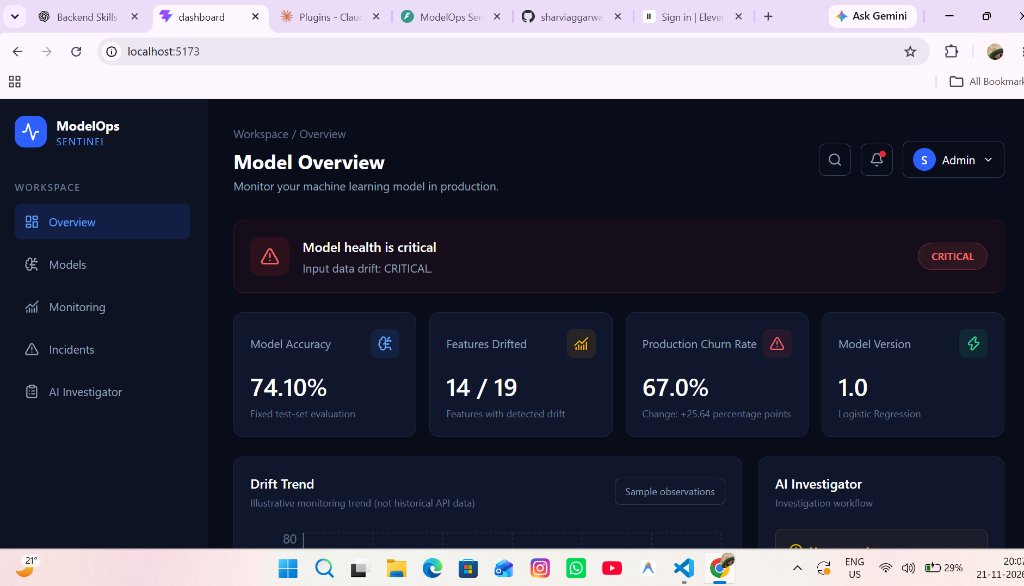 Backend Skills
dashboard
Plugins - Clau
ModelOps Sen
sharviaggarwa
Sign in | Eleven
Ask Gemini
localhost:5173
All Bookmark
ModelOps
SENTINEL
WORKSPACE
Overview
Models
Monitoring
Incidents
AI Investigator
Workspace / Overview
Model Overview
Monitor your machine learning model in production.
S Admin
Model health is critical
Input data drift: CRITICAL.
CRITICAL
Model Accuracy
74.10%
Fixed test-set evaluation
Features Drifted
14 / 19
Features with detected drift
Production Churn Rate
67.0%
Change: +25.64 percentage points
Model Version
1.0
Logistic Regression
Drift Trend
Illustrative monitoring trend (not historical API data)
Sample observations
80
AI Investigator
Investigation workflow
21°
ENG
US
29%
20:0
21-11-202